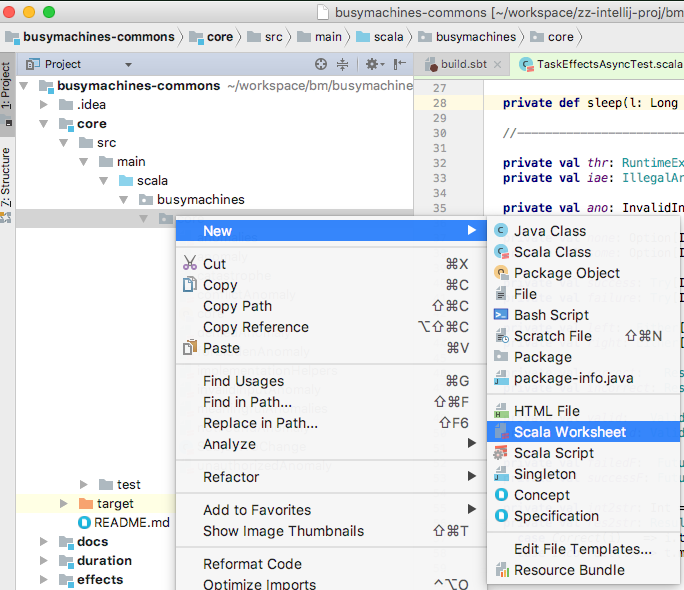 busymachines-commons [~/workspace/zz-intellij-proj/bm
busymachines-commons core src main scala busymachines core
Project
build.sbt
TaskEffectsAsyncTest.scala
1: Project
Z: Structure
busymachines-commons ~/workspace/bm/busymachine
.idea
core
src
main
scala
busymachines
test
target
README.md
docs
duration
effects
27
28 private def sleep(l: Long
29
30 //
31
32 private val thr: RuntimeEx
33 private val iae: IllegalAr
34
35 private val ano: InvalidIn
New
Cut ⌘X
Copy ⌘C
Copy Path ⇧⌘C
Copy Reference ⌥⇧⌘C
Paste ⌘V
Find Usages ⌘G
Find in Path... ⇧⌘F
Replace in Path... ⇧F6
Analyze
Refactor
Add to Favorites
Show Image Thumbnails ⇧⌘T
Reformat Code
Optimize Imports ^⌥O
Java Class
Scala Class
Package Object
File
Bash Script
Scratch File ⇧⌘N
Package
package-info.java
HTML File
Scala Worksheet
Scala Script
Singleton
Concept
Specification
Edit File Templates...
Resource Bundle